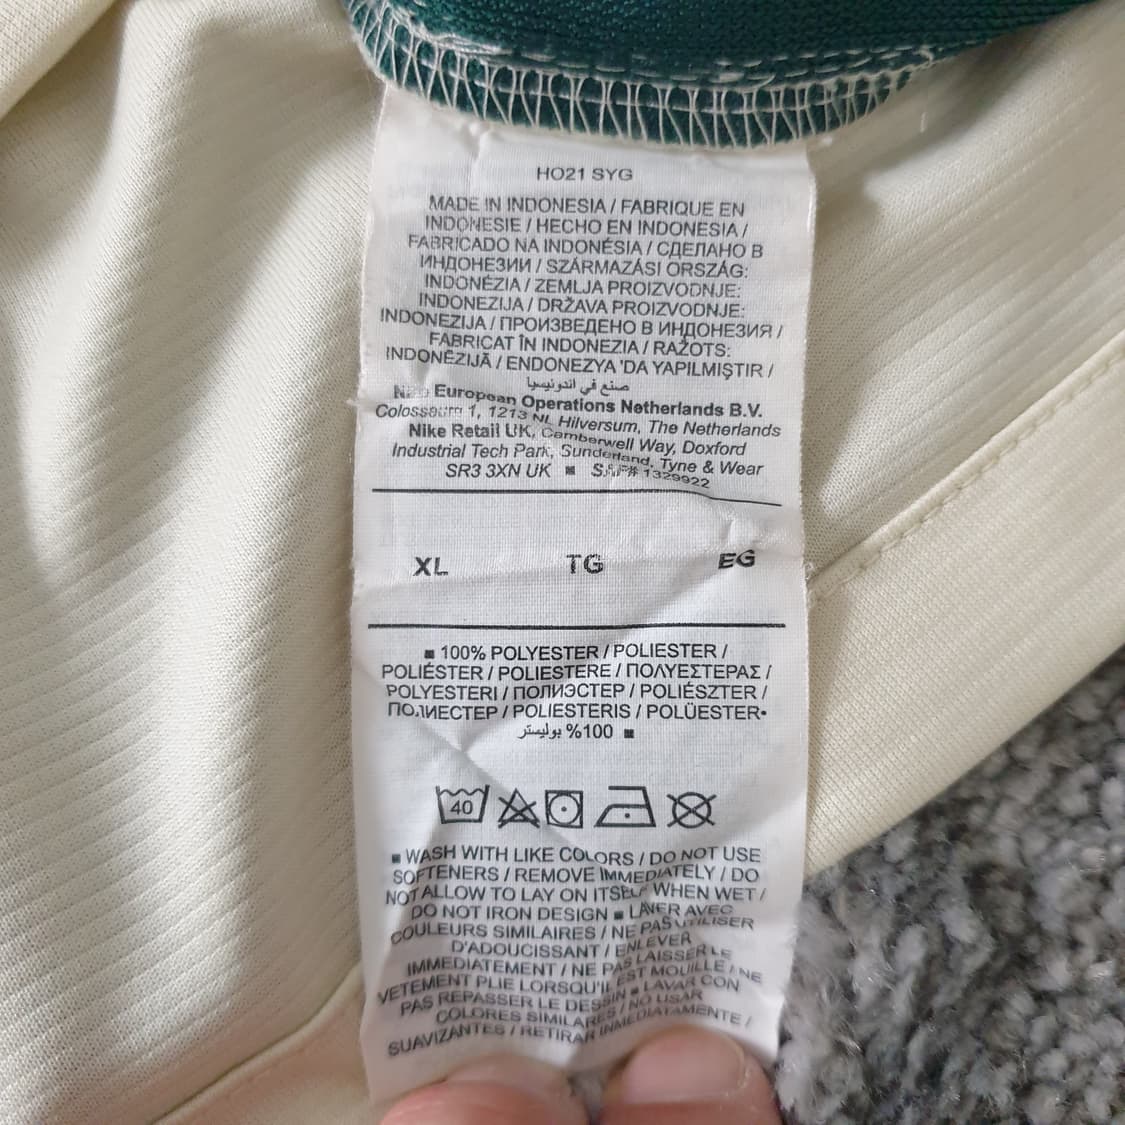 HO21 SYG
MADE IN INDONESIA / FABRIQUE EN
INDONESIE / HECHO EN INDONESIA /
FABRICADO NA INDONÉSIA / СДЕЛАНО В
ИНДОНЕЗИИ / SZÁRMAZÁSI ORSZÁG:
INDONÉZIA / ZEMLJA PROIZVODNJE:
INDONEZIJA / DRŽAVA PROIZVODNJE:
INDONEZIJA / ПРОИЗВЕДЕНО В ИНДОНЕЗИЯ /
FABRICAT ÎN INDONEZIA / RAŽOTS:
INDONĒZIJĀ / ENDONEZYA 'DA YAPILMIŞTIR /
صنع في اندونيسيا
Nike European Operations Netherlands B.V.
Colosseum 1, 1213 NL Hilversum, The Netherlands
Nike Retail UK, Camberwell Way, Doxford
Industrial Tech Park, Sunderland, Tyne & Wear
SR3 3XN UK ■ SAP# 1329922
XL TG EG
■ 100% POLYESTER / POLIESTER /
POLIÉSTER / POLIESTERE / ΠΟΛΥΕΣΤΕΡΑΣ /
POLYESTERI / ПОЛИЭСТЕР / POLIÉSZTER /
ПОЛИЕСТЕР / POLIESTERIS / POLÜESTER•
100% بوليستر ■
40
■ WASH WITH LIKE COLORS / DO NOT USE
SOFTENERS / REMOVE IMMEDIATELY / DO
NOT ALLOW TO LAY ON ITSELF WHEN WET /
DO NOT IRON DESIGN ■ LAVER AVEC
COULEURS SIMILAIRES / NE PAS UTILISER
D'ADOUCISSANT / ENLEVER
IMMEDIATEMENT / NE PAS LAISSER LE
VETEMENT PLIE LORSQU'IL EST MOUILLE / NE
PAS REPASSER LE DESSIN ■ LAVAR CON
COLORES SIMILARES / NO USAR
SUAVIZANTES / RETIRAR INMEDIATAMENTE /